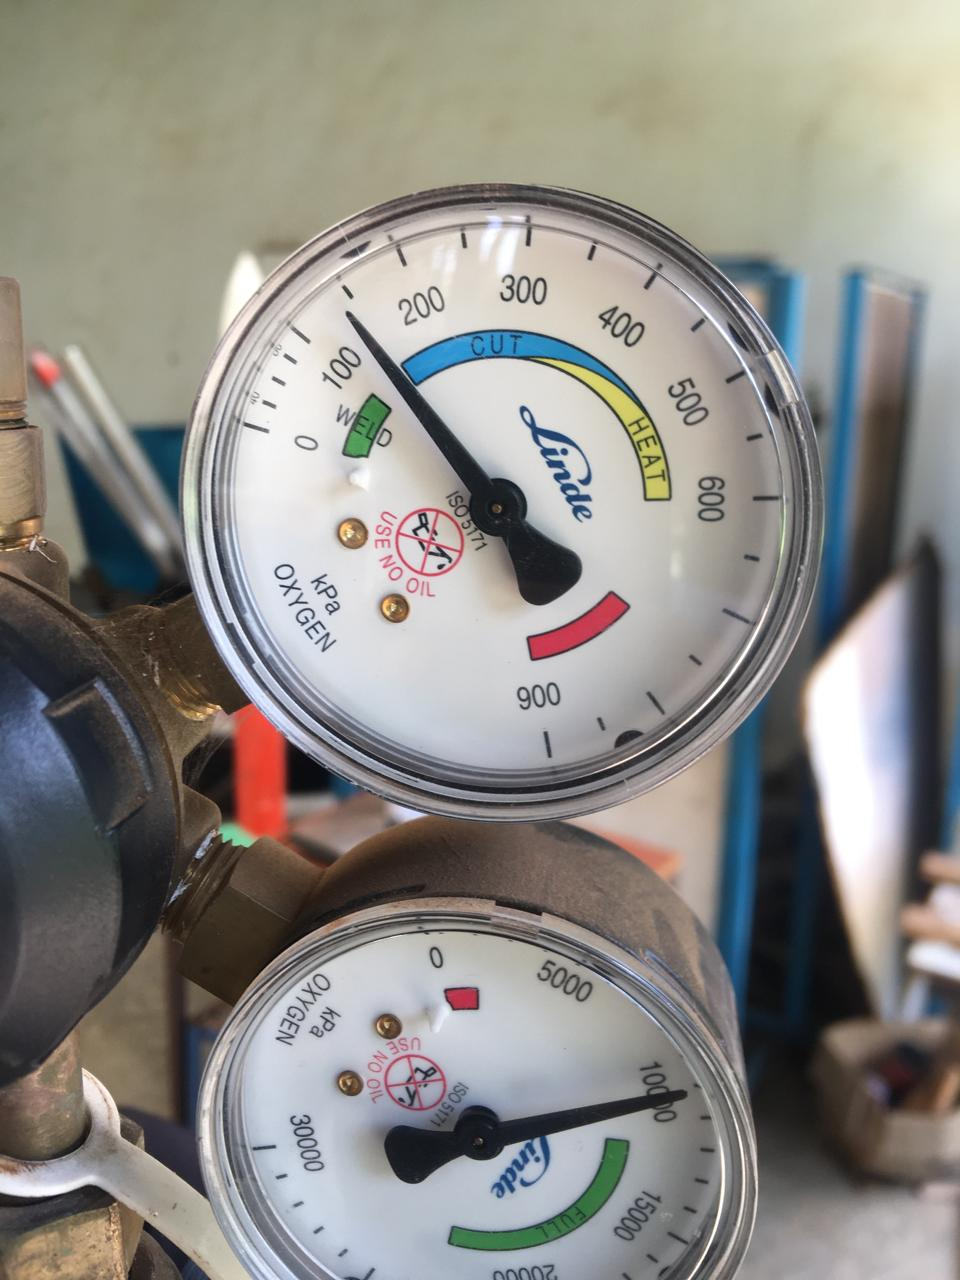 0
100
200
300
400
500
600
900
WELD
CUT
HEAT
Linde
ISO 5171
USE NO OIL
kPa
OXYGEN
0
5000
10000
15000
20000
30000
OXYGEN
kPa
USE NO OIL
ISO 5171
Linde
FULL